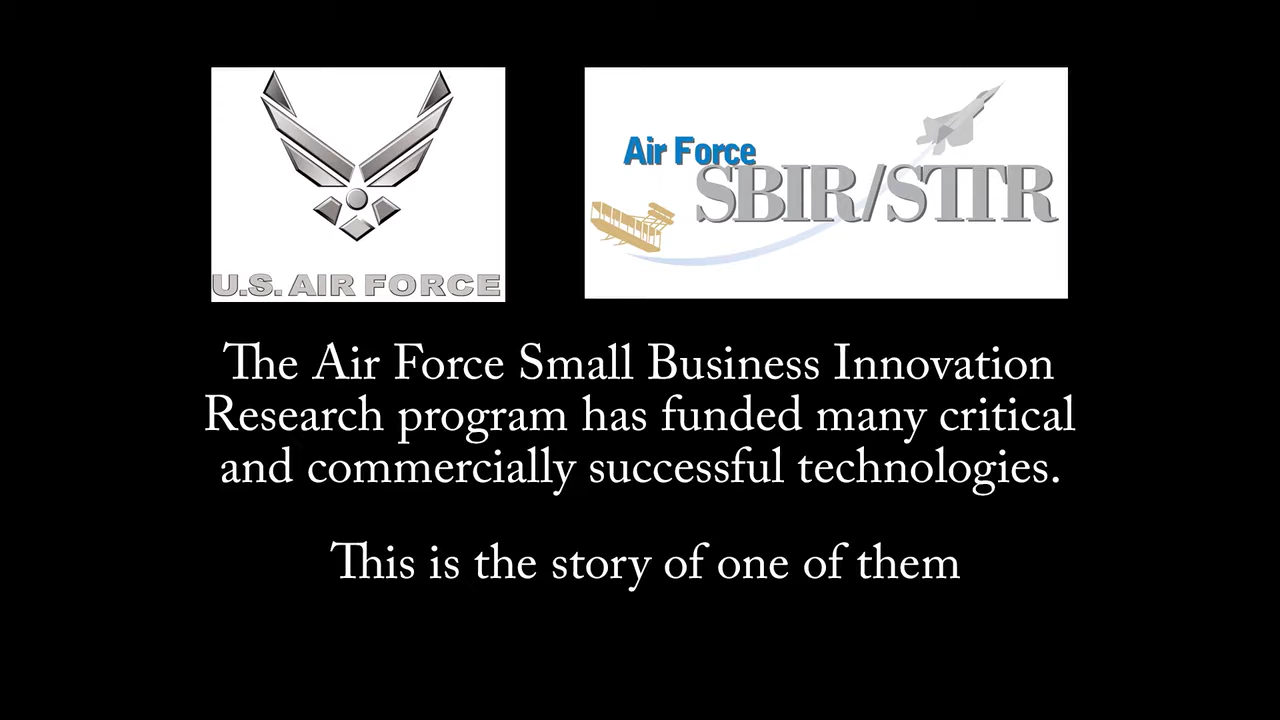 U.S. AIR FORCE
Air Force
SBIR/STTR
The Air Force Small Business Innovation
Research program has funded many critical
and commercially successful technologies.
This is the story of one of them